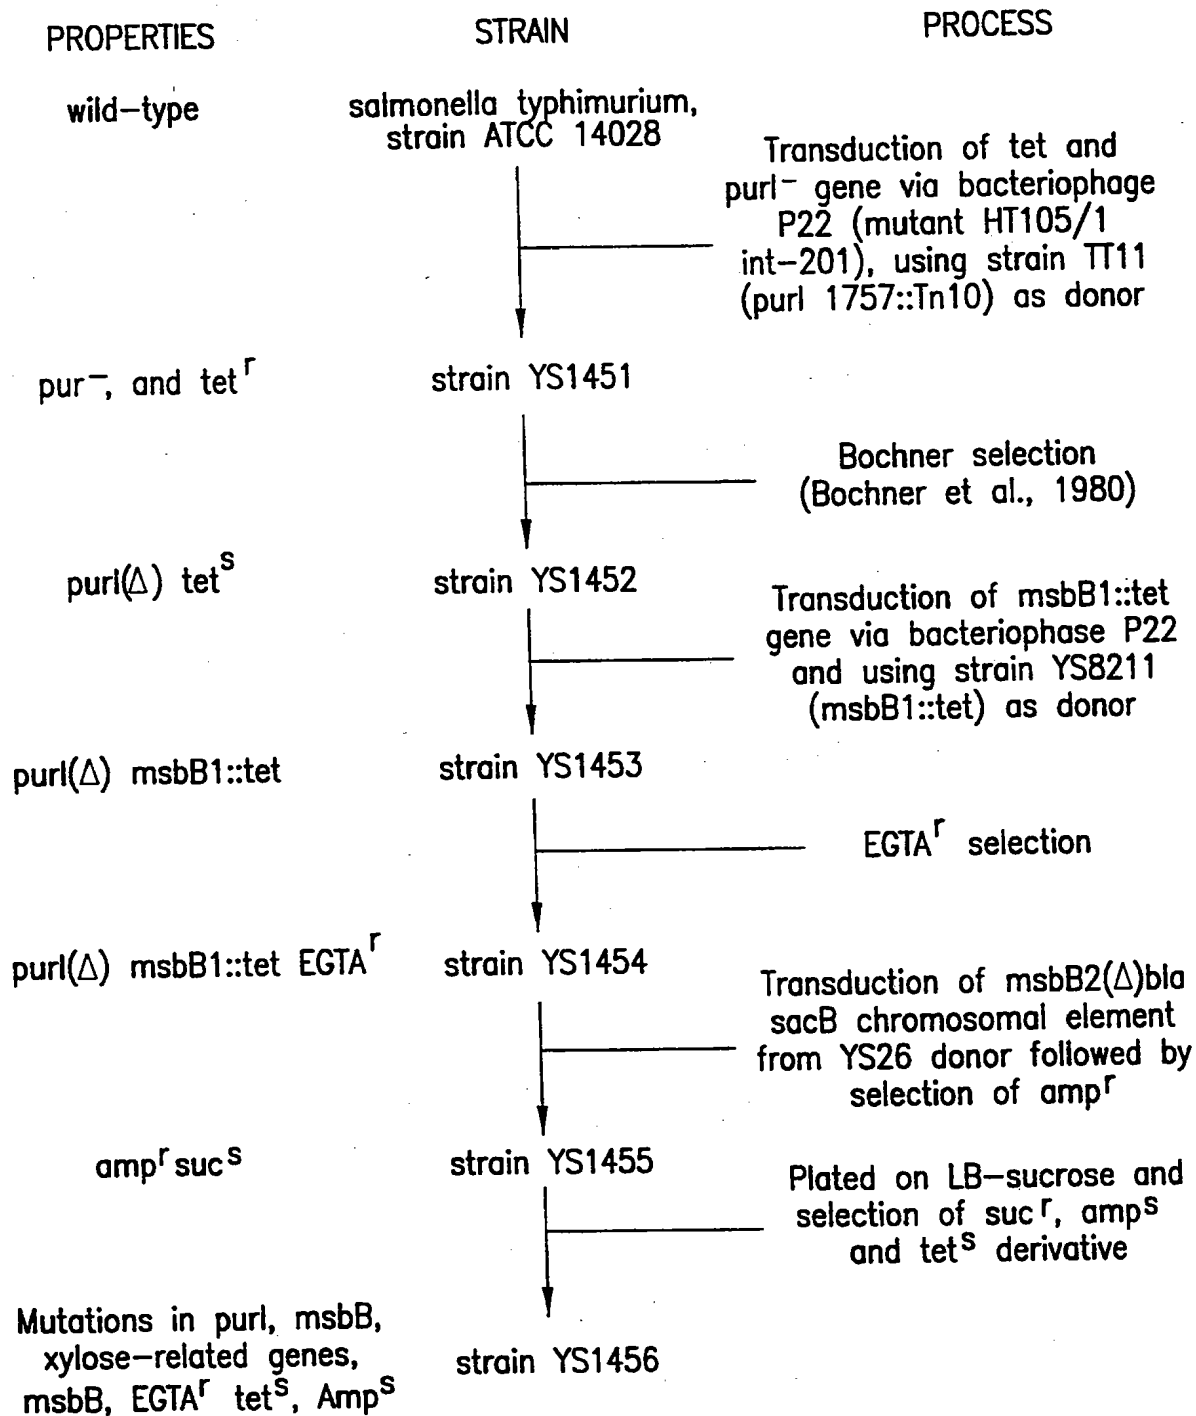 PROPERTIES
STRAIN
PROCESS
wild-type
salmonella typhimurium,
strain ATCC 14028
Transduction of tet and
purI⁻ gene via bacteriophage
P22 (mutant HT105/1
int-201), using strain TT11
(purI 1757::Tn10) as donor
pur⁻, and tetʳ
strain YS1451
Bochner selection
(Bochner et al., 1980)
purI(Δ) tetˢ
strain YS1452
Transduction of msbB1::tet
gene via bacteriophase P22
and using strain YS8211
(msbB1::tet) as donor
purI(Δ) msbB1::tet
strain YS1453
EGTAʳ selection
purI(Δ) msbB1::tet EGTAʳ
strain YS1454
Transduction of msbB2(Δ)bla
sacB chromosomal element
from YS26 donor followed by
selection of ampʳ
ampʳ sucˢ
strain YS1455
Plated on LB-sucrose and
selection of sucʳ, ampˢ
and tetˢ derivative
Mutations in purI, msbB,
xylose-related genes,
msbB, EGTAʳ tetˢ, Ampˢ
strain YS1456